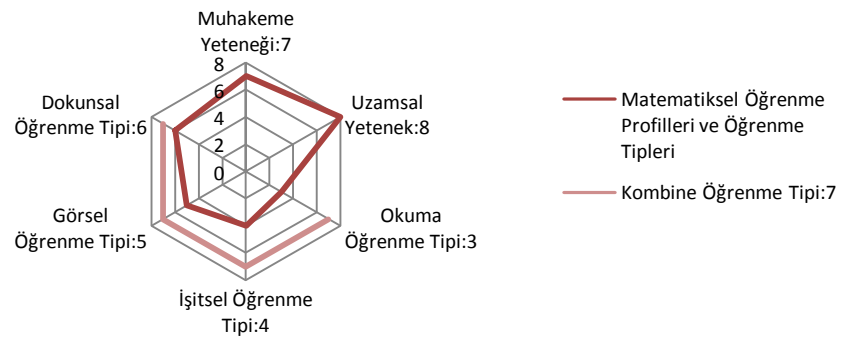 Muhakeme
Yeteneği:7
Uzamsal
Yetenek:8
Okuma
Öğrenme Tipi:3
İşitsel Öğrenme
Tipi:4
Görsel
Öğrenme Tipi:5
Dokunsal
Öğrenme Tipi:6
8
6
4
2
0
Matematiksel Öğrenme
Profilleri ve Öğrenme
Tipleri
Kombine Öğrenme Tipi:7